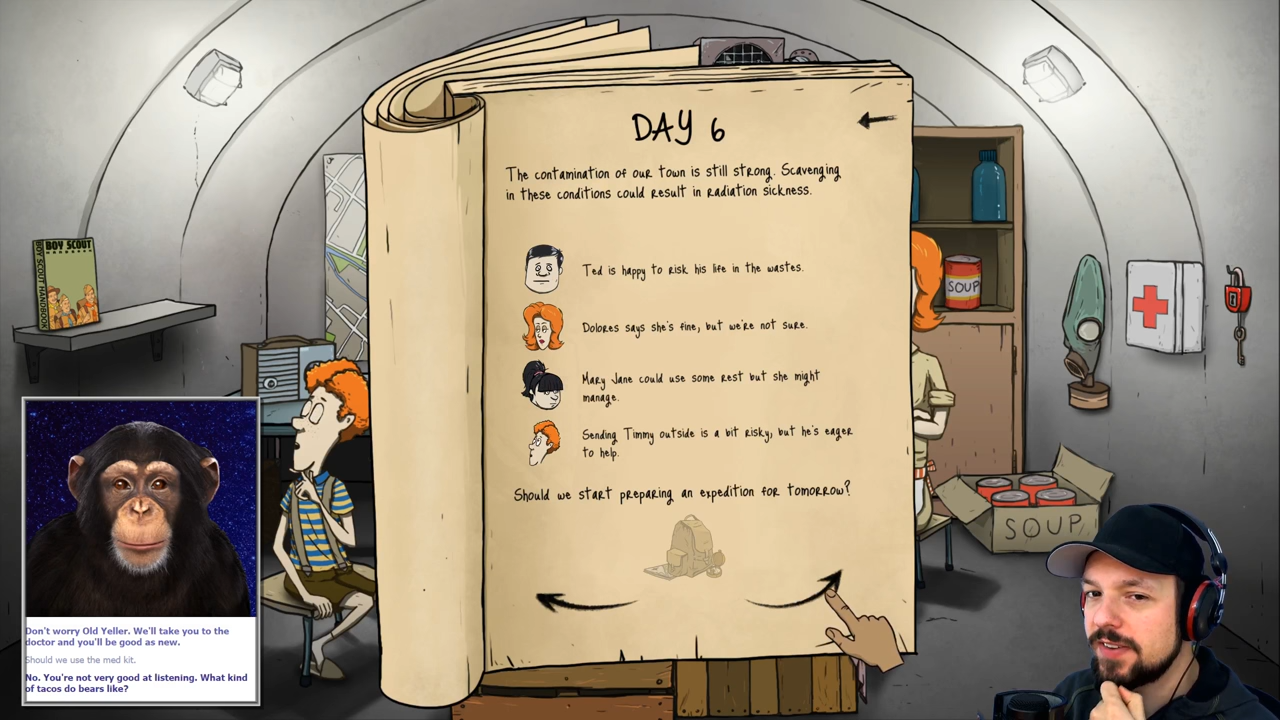 DAY 6
The contamination of our town is still strong. Scavenging
in these conditions could result in radiation sickness.
Ted is happy to risk his life in the wastes.
Dolores says she's fine, but we're not sure.
Mary Jane could use some rest but she might
manage.
Sending Timmy outside is a bit risky, but he's eager
to help.
Should we start preparing an expedition for tomorrow?
BOY SCOUT
BOY SCOUT HANDBOOK
SOUP
SOUP
Don't worry Old Yeller. We'll take you to the
doctor and you'll be good as new.
Should we use the med kit.
No. You're not very good at listening. What kind
of tacos do bears like?